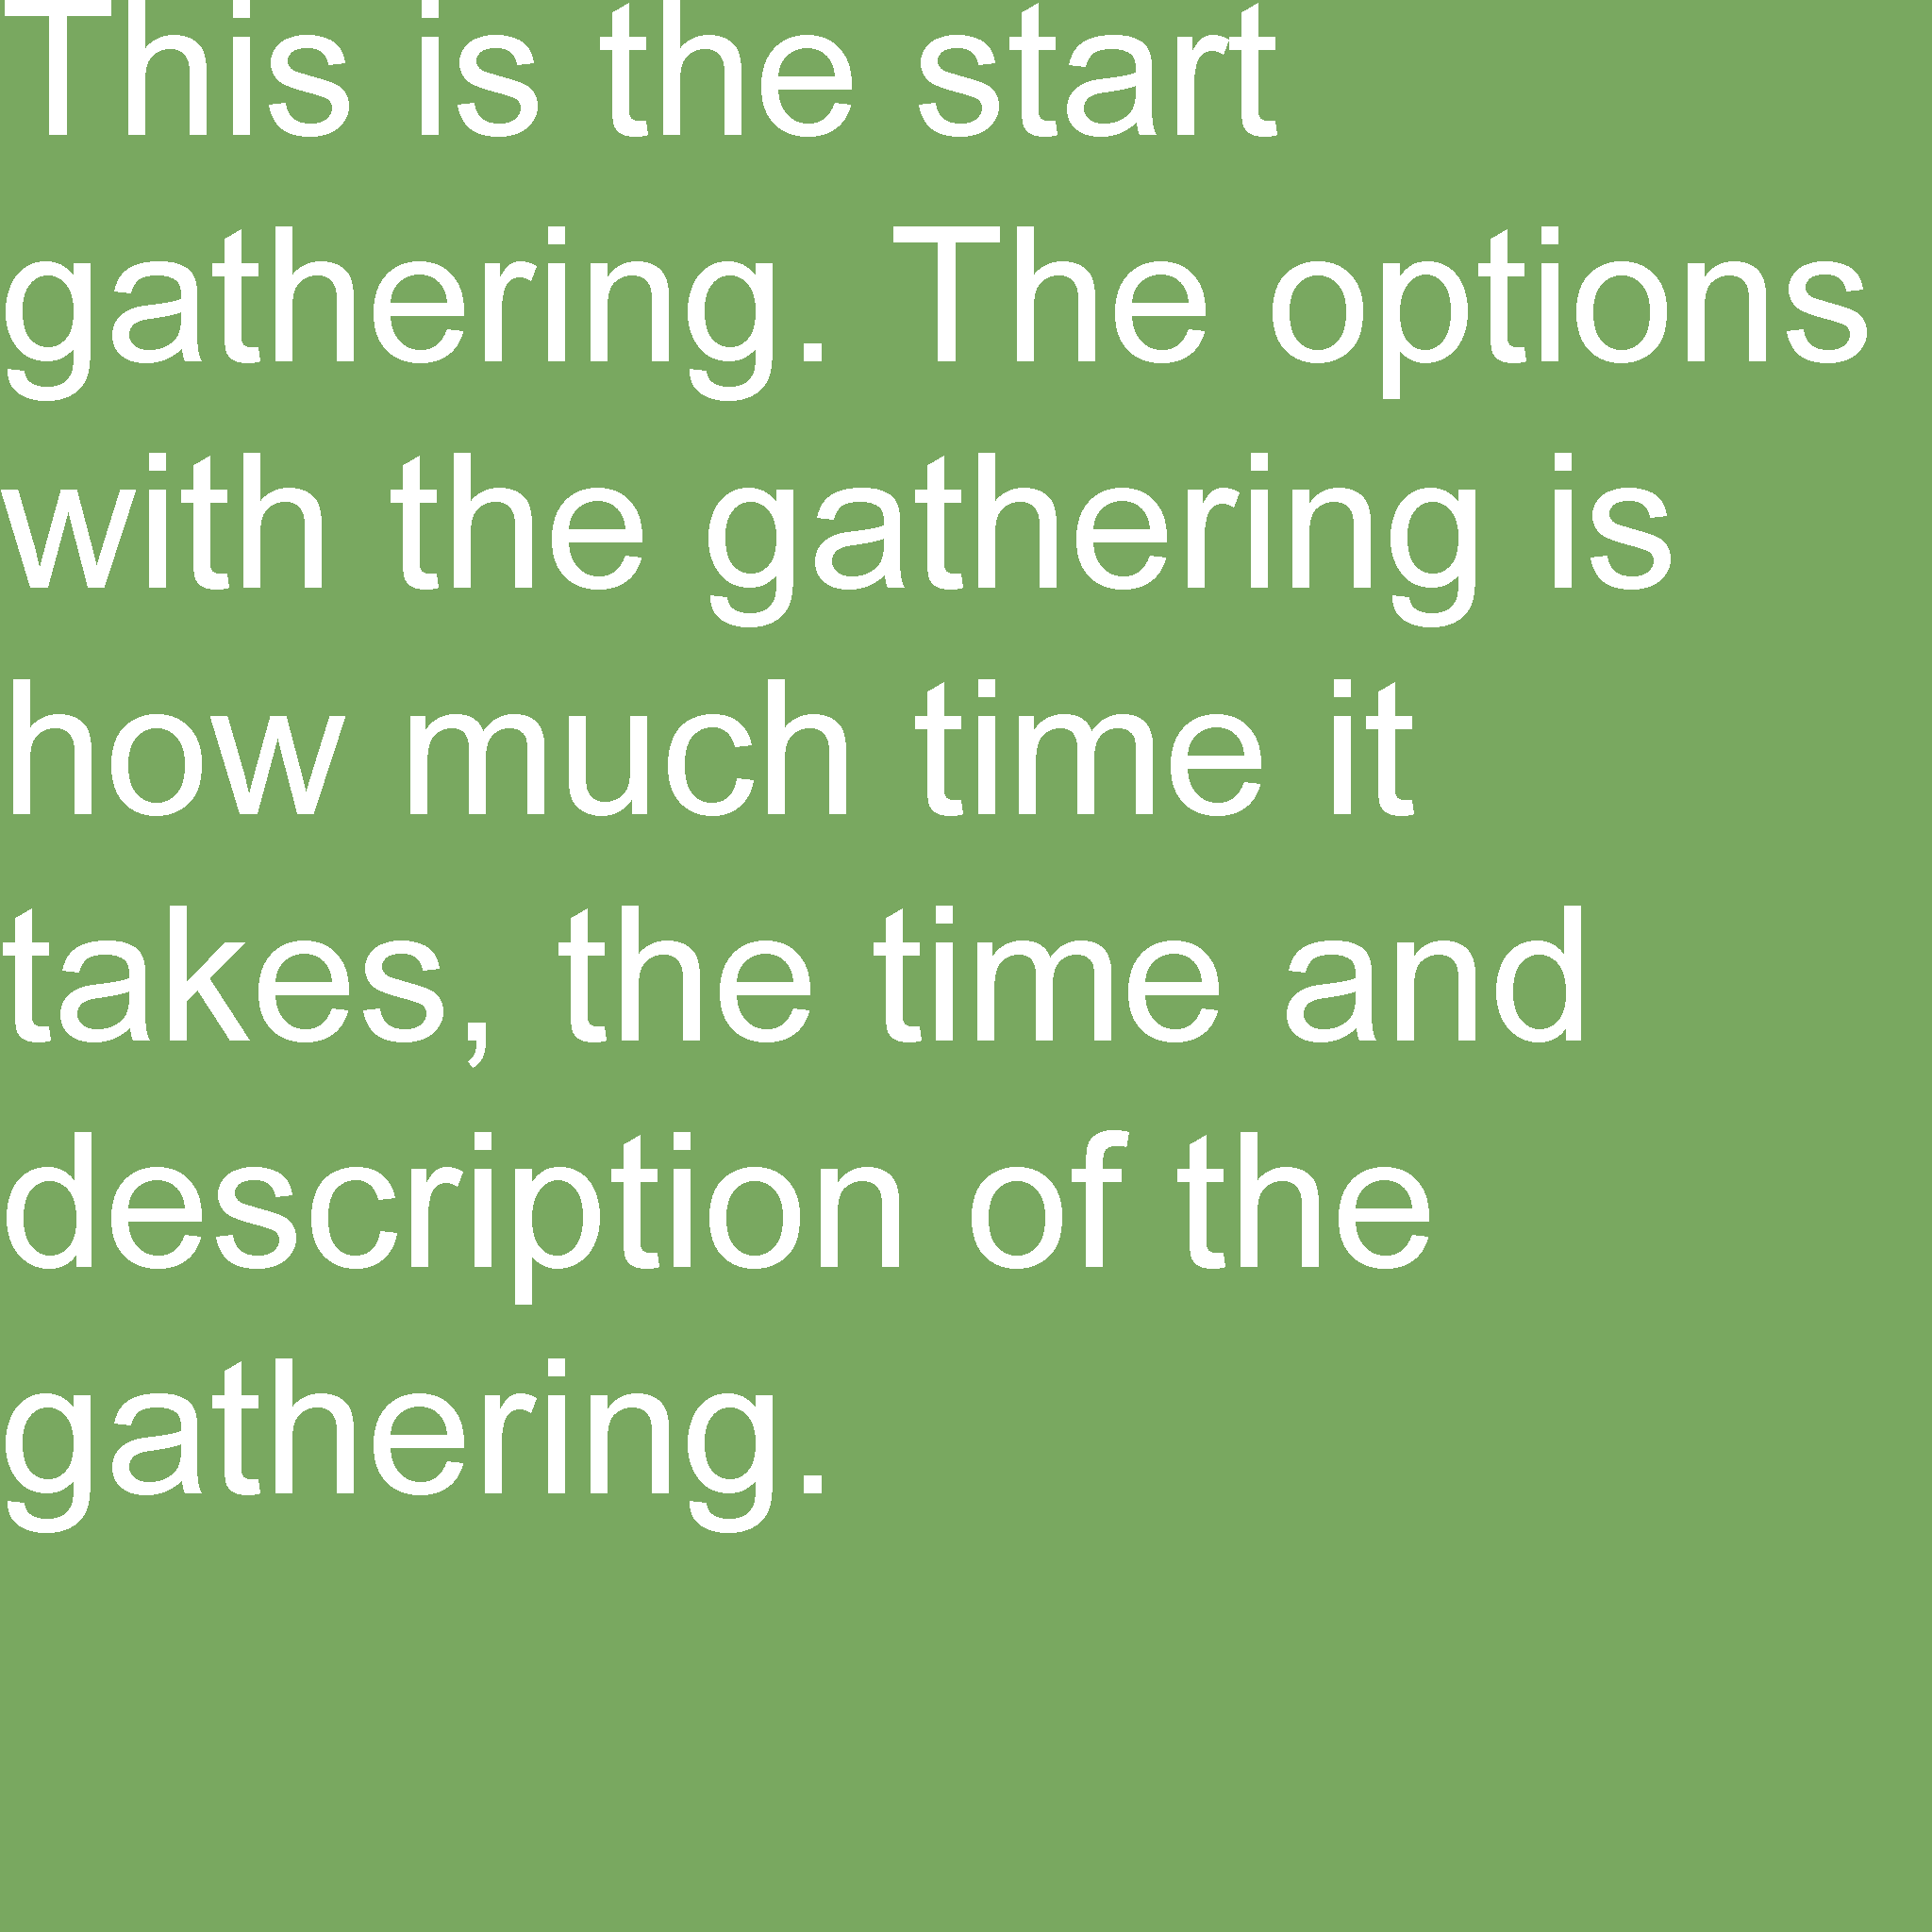 This is the start
gathering. The options
with the gathering is
how much time it
takes, the time and
description of the
gathering.